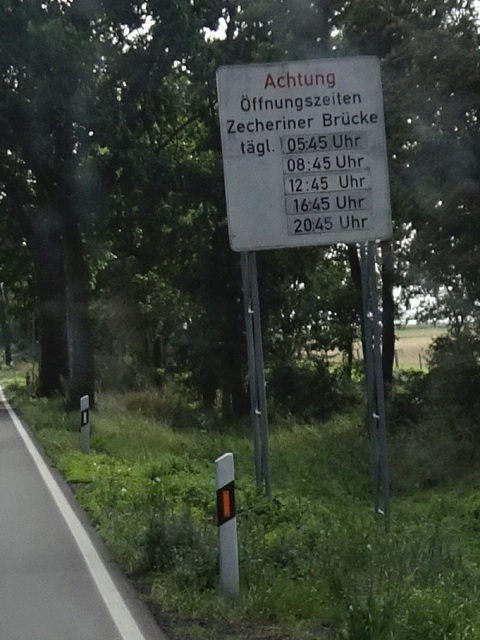 Achtung
Öffnungszeiten
Zecheriner Brücke
tägl. 05:45 Uhr
08:45 Uhr
12:45 Uhr
16:45 Uhr
20:45 Uhr